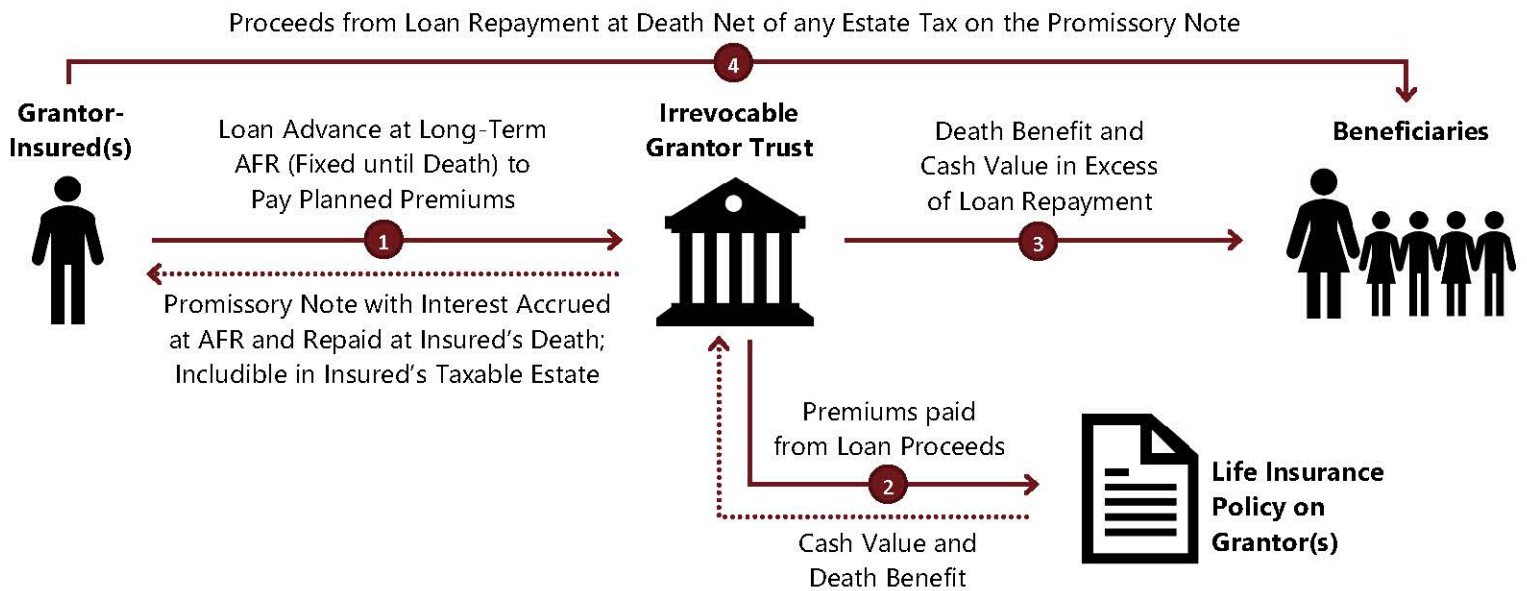 Proceeds from Loan Repayment at Death Net of any Estate Tax on the Promissory Note
4
Grantor-
Insured(s)
Loan Advance at Long-Term
AFR (Fixed until Death) to
Pay Planned Premiums
1
Promissory Note with Interest Accrued
at AFR and Repaid at Insured's Death;
Includible in Insured's Taxable Estate
Irrevocable
Grantor Trust
Death Benefit and
Cash Value in Excess
of Loan Repayment
3
Beneficiaries
Premiums paid
from Loan Proceeds
2
Cash Value and
Death Benefit
Life Insurance
Policy on
Grantor(s)